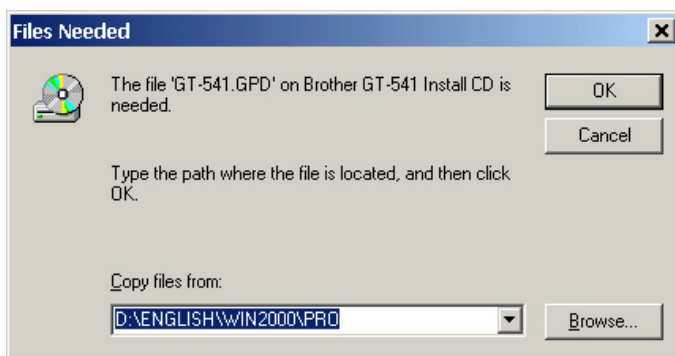 Files Needed
The file 'GT-541.GPD' on Brother GT-541 Install CD is
needed.
OK
Cancel
Type the path where the file is located, and then click
OK.
Copy files from:
D:\ENGLISH\WIN2000\PRO
Browse...